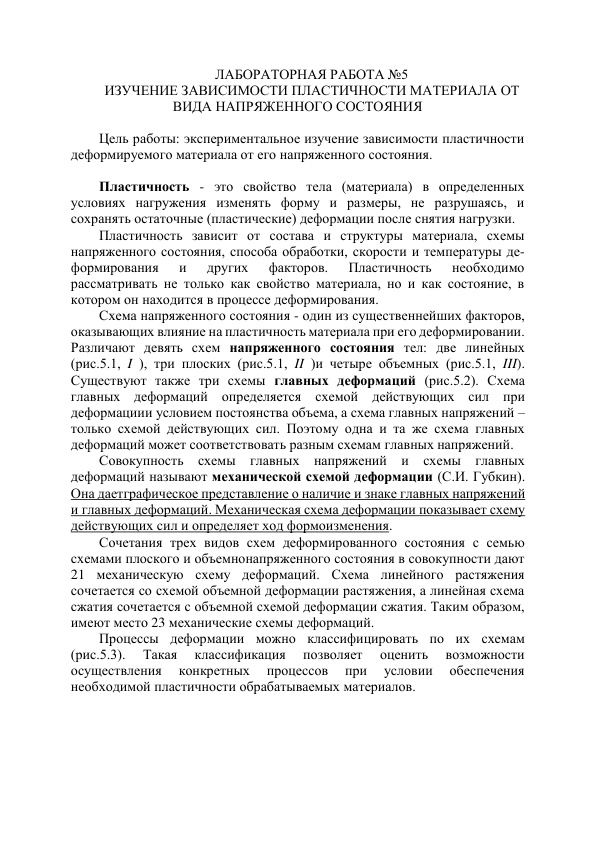 ЛАБОРАТОРНАЯ РАБОТА №5
ИЗУЧЕНИЕ ЗАВИСИМОСТИ ПЛАСТИЧНОСТИ МАТЕРИАЛА ОТ
ВИДА НАПРЯЖЕННОГО СОСТОЯНИЯ
Цель работы: экспериментальное изучение зависимости пластичности
деформируемого материала от его напряженного состояния.
Пластичность - это свойство тела (материала) в определенных
условиях нагружения изменять форму и размеры, не разрушаясь, и
сохранять остаточные (пластические) деформации после снятия нагрузки.
Пластичность зависит от состава и структуры материала, схемы
напряженного состояния, способа обработки, скорости и температуры де-
формирования и других факторов. Пластичность необходимо
рассматривать не только как свойство материала, но и как состояние, в
котором он находится в процессе деформирования.
Схема напряженного состояния - один из существеннейших факторов,
оказывающих влияние на пластичность материала при его деформировании.
Различают девять схем напряженного состояния тел: две линейных
(рис.5.1, I ), три плоских (рис.5.1, II )и четыре объемных (рис.5.1, III).
Существуют также три схемы главных деформаций (рис.5.2). Схема
главных деформаций определяется схемой действующих сил при
деформациии условием постоянства объема, а схема главных напряжений –
только схемой действующих сил. Поэтому одна и та же схема главных
деформаций может соответствовать разным схемам главных напряжений.
Совокупность схемы главных напряжений и схемы главных
деформаций называют механической схемой деформации (С.И. Губкин).
Она даетграфическое представление о наличие и знаке главных напряжений
и главных деформаций. Механическая схема деформации показывает схему
действующих сил и определяет ход формоизменения.
Сочетания трех видов схем деформированного состояния с семью
схемами плоского и объемнонапряженного состояния в совокупности дают
21 механическую схему деформаций. Схема линейного растяжения
сочетается со схемой объемной деформации растяжения, а линейная схема
сжатия сочетается с объемной схемой деформации сжатия. Таким образом,
имеют место 23 механические схемы деформаций.
Процессы деформации можно классифицировать по их схемам
(рис.5.3). Такая классификация позволяет оценить возможности
осуществления конкретных процессов при условии обеспечения
необходимой пластичности обрабатываемых материалов.